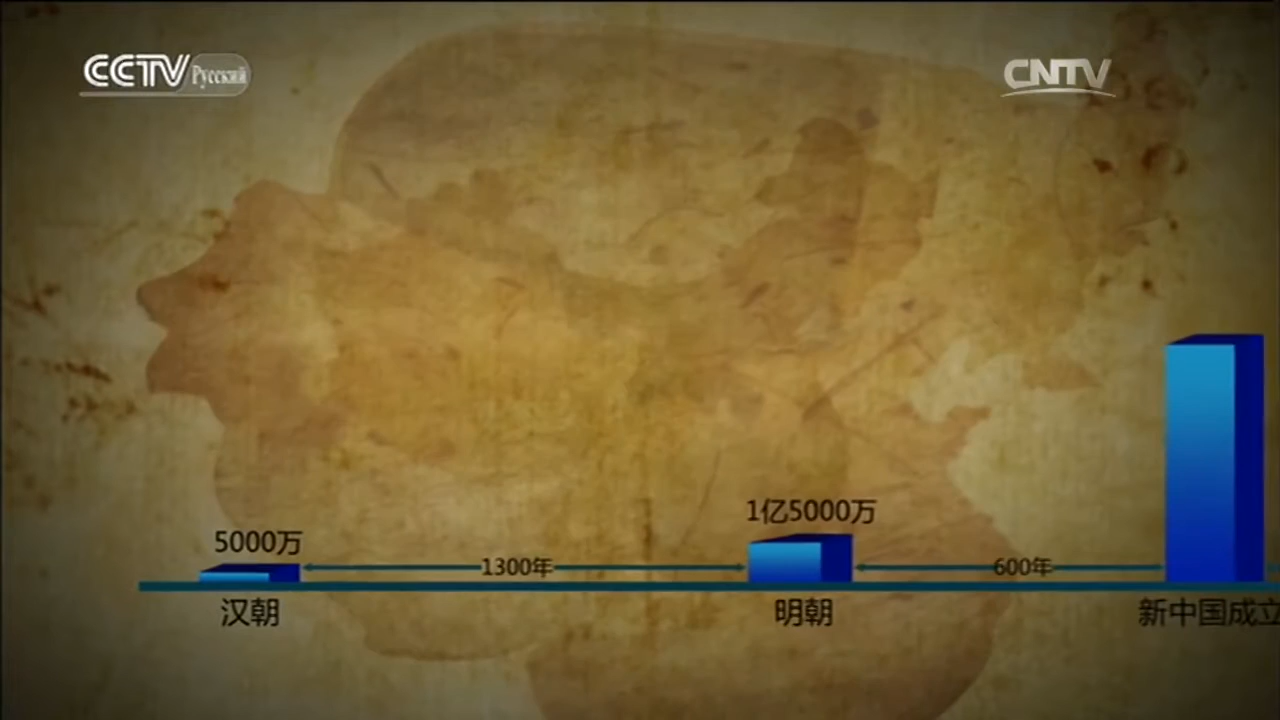 CCTV Русский
CNTV
1亿5000万
5000万
1300年
600年
汉朝
明朝
新中国成立